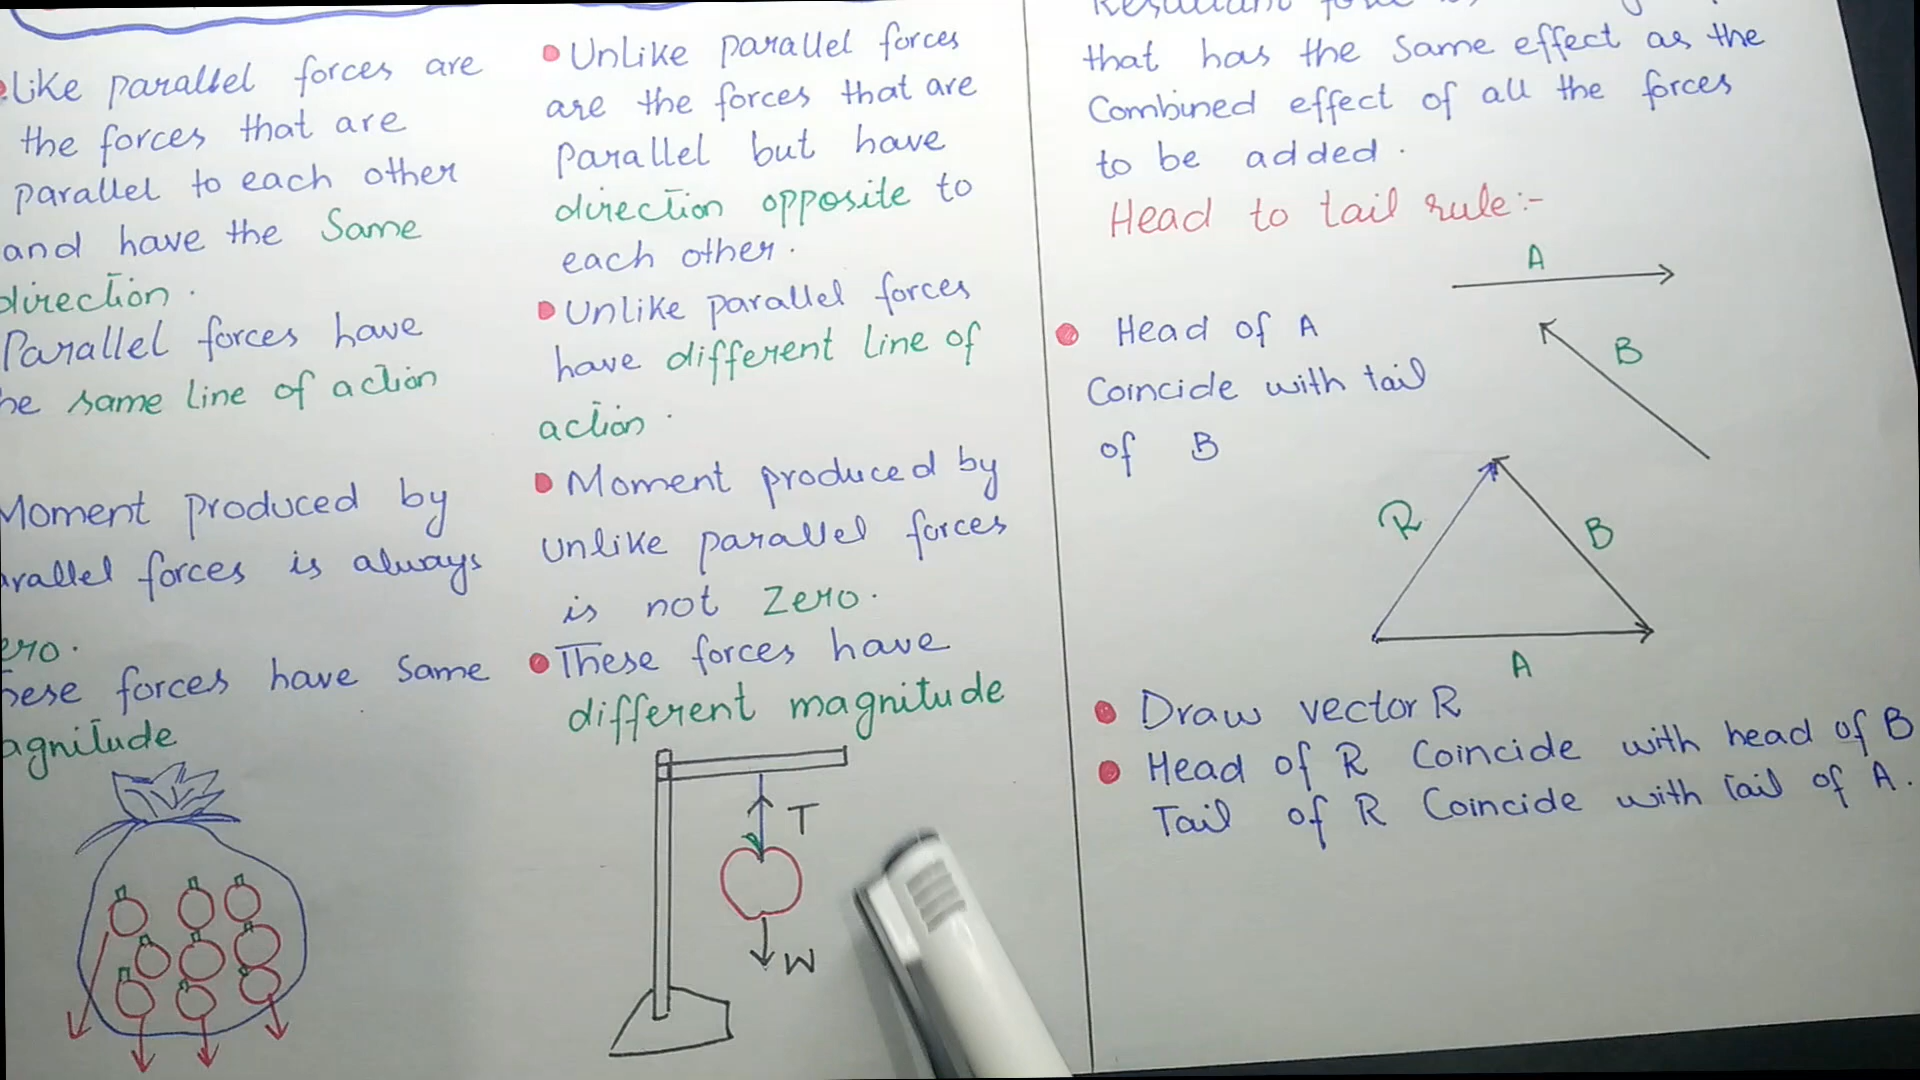 Like parallel forces are
the forces that are
parallel to each other
and have the Same
direction.
Parallel forces have
same line of action
Moment produced by
forces is always
forces have Same
Unlike parallel forces
are the forces that are
parallel but have
direction opposite to
each other.
Unlike parallel forces
have different line of
action.
Moment produced by
unlike parallel forces
is not Zero.
These forces have
different magnitude
T
W
Resultant force is
that has the Same effect as the
Combined effect of all the forces
to be added.
Head to tail rule:-
A
Head of A
Coincide with tail
of B
B
R
B
A
Draw vector R
Head of R Coincide with head of B
Tail of R Coincide with Tail of A.